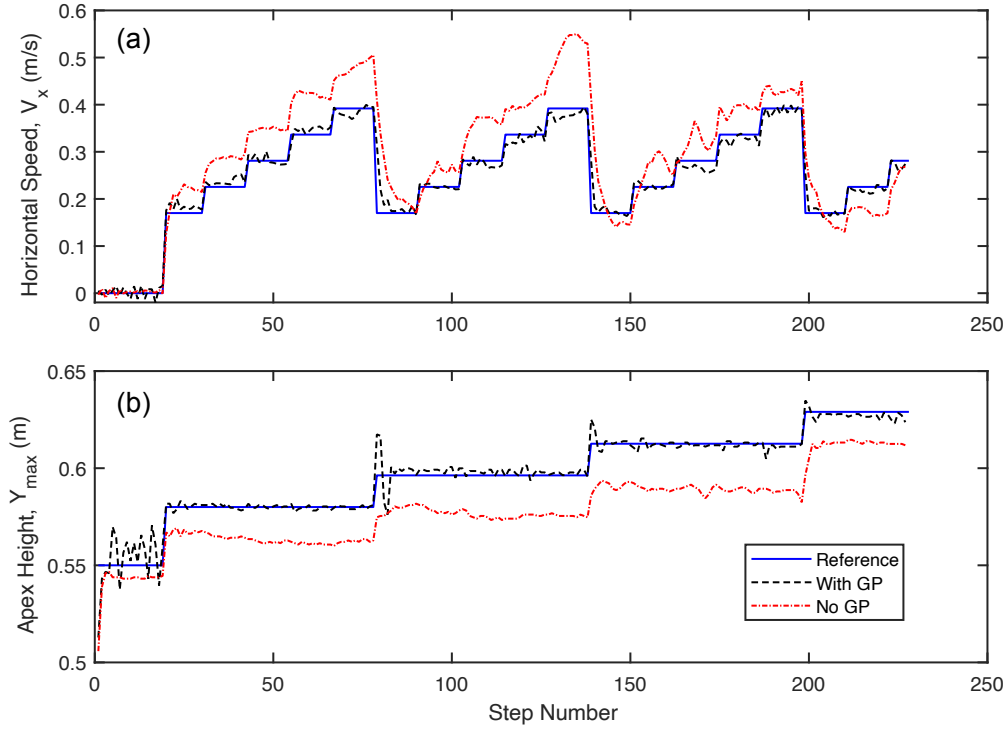 (a)
Horizontal Speed, V_x (m/s)
0.6
0.5
0.4
0.3
0.2
0.1
0
0 50 100 150 200 250
(b)
Apex Height, Y_max (m)
0.65
0.6
0.55
0.5
Reference
With GP
No GP
0 50 100 150 200 250
Step Number